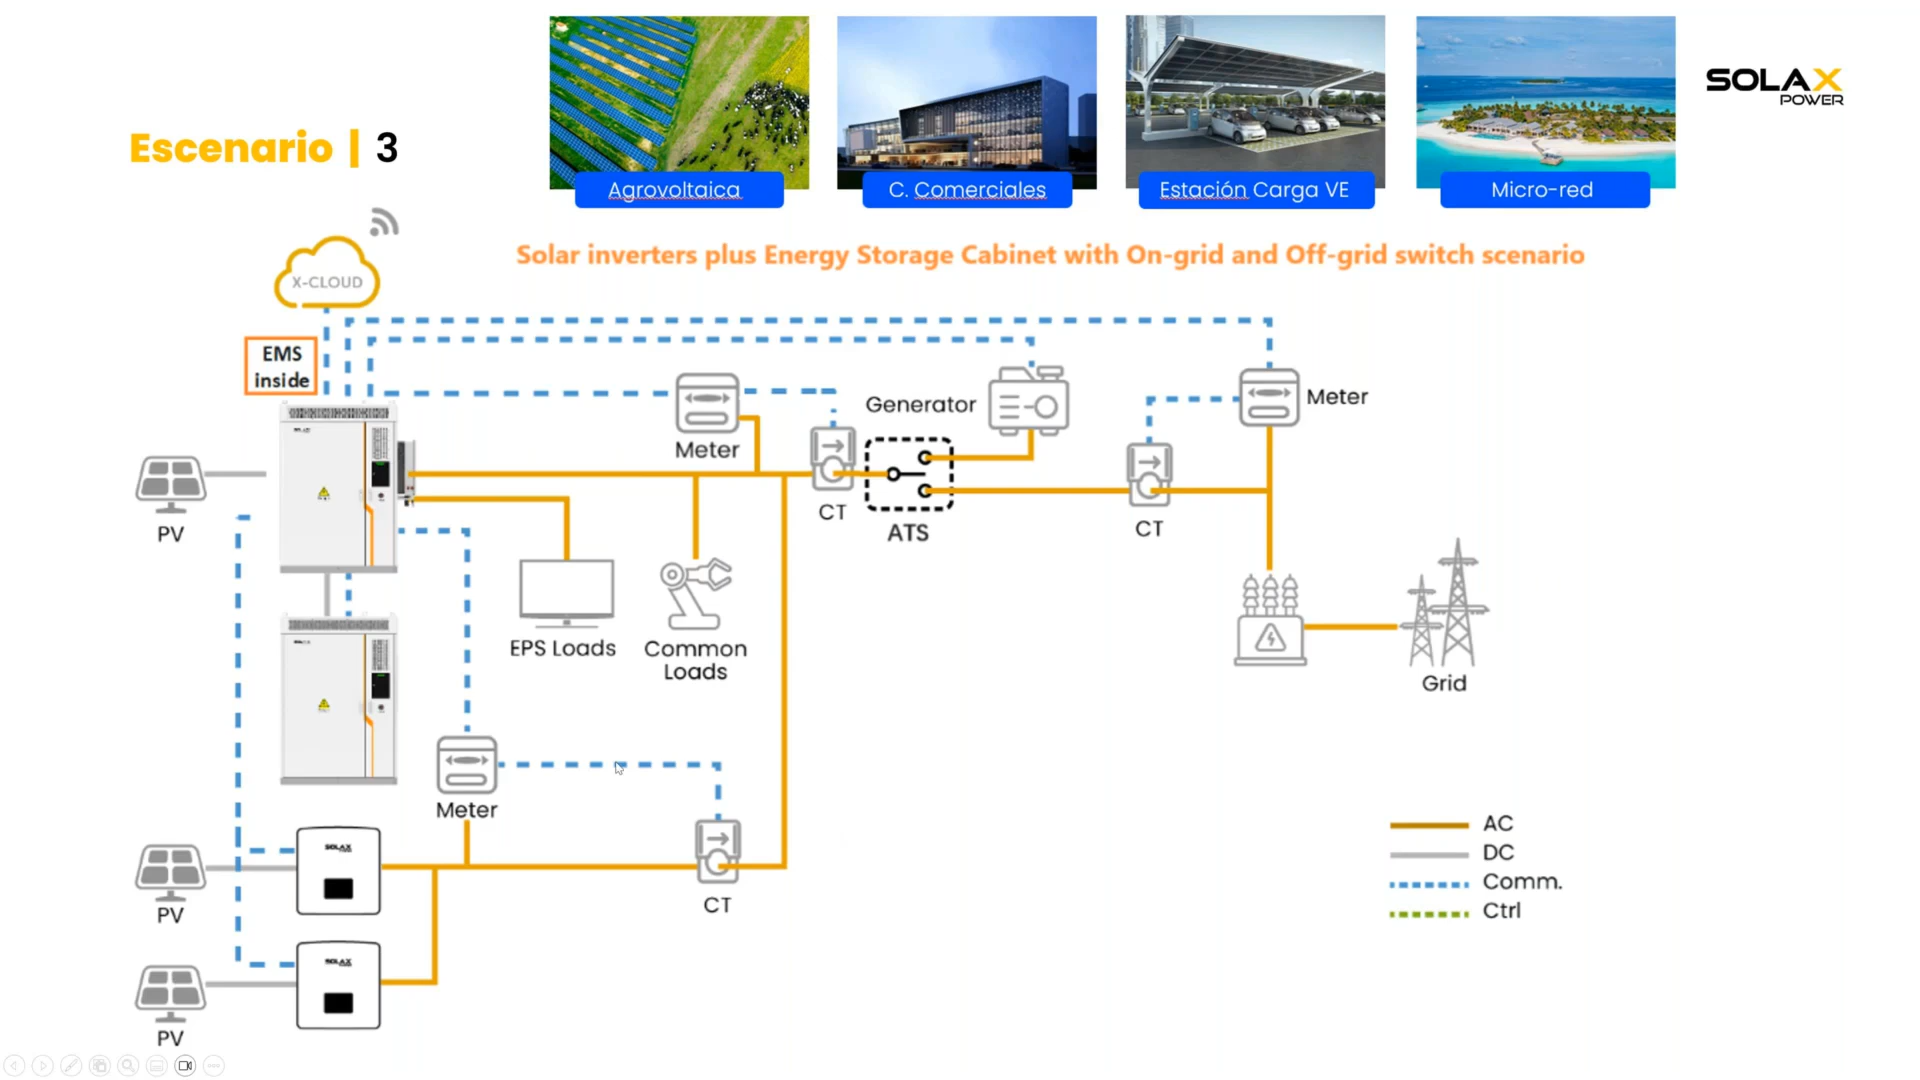 Agrovoltaica
C. Comerciales
Estación Carga VE
Micro-red
SOLAX
POWER
Escenario | 3
Solar inverters plus Energy Storage Cabinet with On-grid and Off-grid switch scenario
X-CLOUD
EMS
inside
Meter
Generator
Meter
PV
CT
ATS
CT
EPS Loads
Common
Loads
Grid
Meter
CT
SOLAX
PV
SOLAX
PV
AC
DC
Comm.
Ctrl